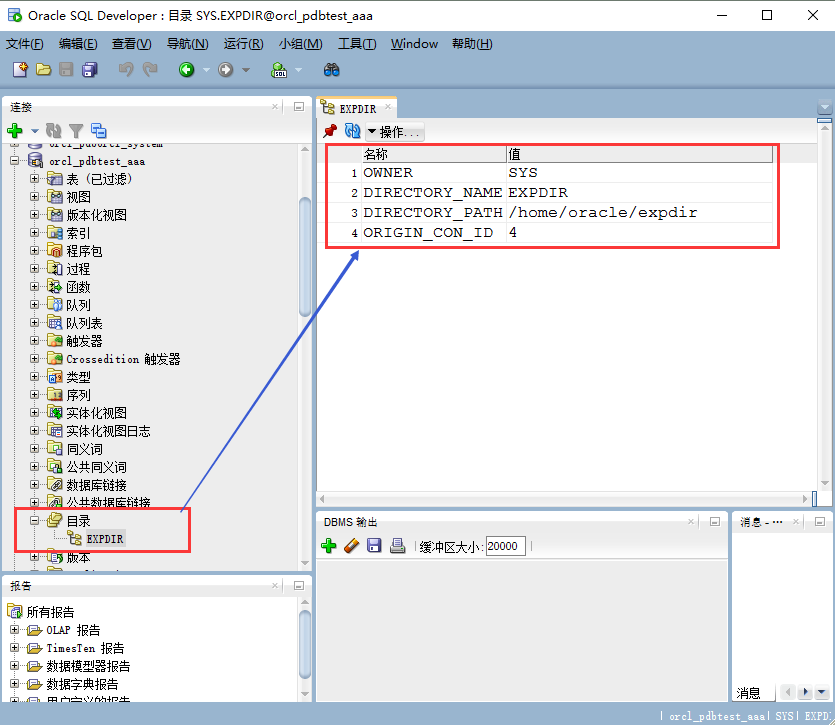 Oracle SQL Developer : 目录 SYS.EXPDIR@orcl_pdbtest_aaa
文件(F) 编辑(E) 查看(V) 导航(N) 运行(R) 小组(M) 工具(T) Window 帮助(H)
SQL
连接
orcl_pdborcl_system
orcl_pdbtest_aaa
表 (已过滤)
视图
版本化视图
索引
程序包
过程
函数
队列
队列表
触发器
Crossedition 触发器
类型
序列
实体化视图
实体化视图日志
同义词
公共同义词
数据库链接
公共数据库链接
目录
EXPDIR
版本
EXPDIR
操作...
名称 值
1 OWNER SYS
2 DIRECTORY_NAME EXPDIR
3 DIRECTORY_PATH /home/oracle/expdir
4 ORIGIN_CON_ID 4
报告
所有报告
OLAP 报告
TimesTen 报告
数据模型器报告
数据字典报告
用户定义的报告
DBMS 输出
缓冲区大小: 20000
消息 - ...
消息
orcl_pdbtest_aaa| SYS| EXPD